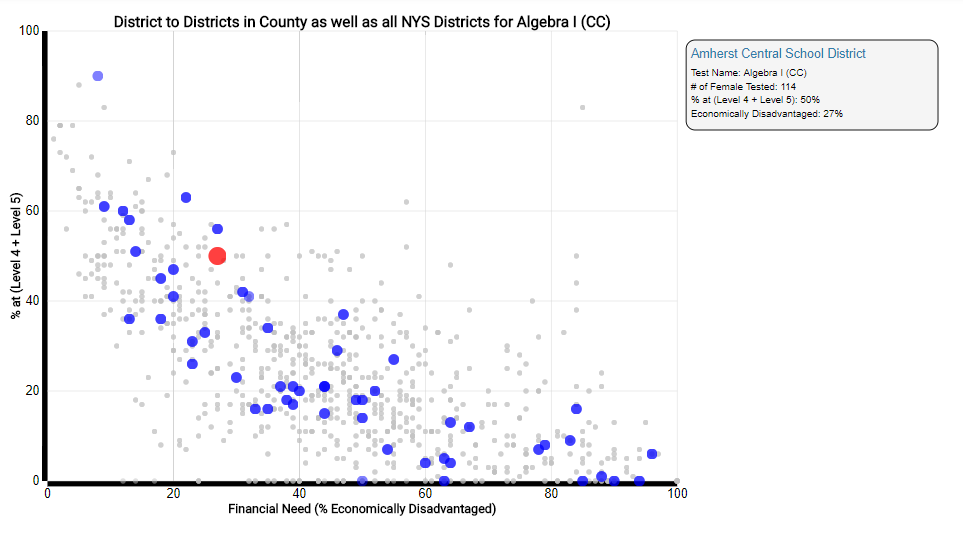 District to Districts in County as well as all NYS Districts for Algebra I (CC)
100
80
60
40
20
0
% at (Level 4 + Level 5)
0 20 40 60 80 100
Financial Need (% Economically Disadvantaged)
Amherst Central School District
Test Name: Algebra I (CC)
# of Female Tested: 114
% at (Level 4 + Level 5): 50%
Economically Disadvantaged: 27%